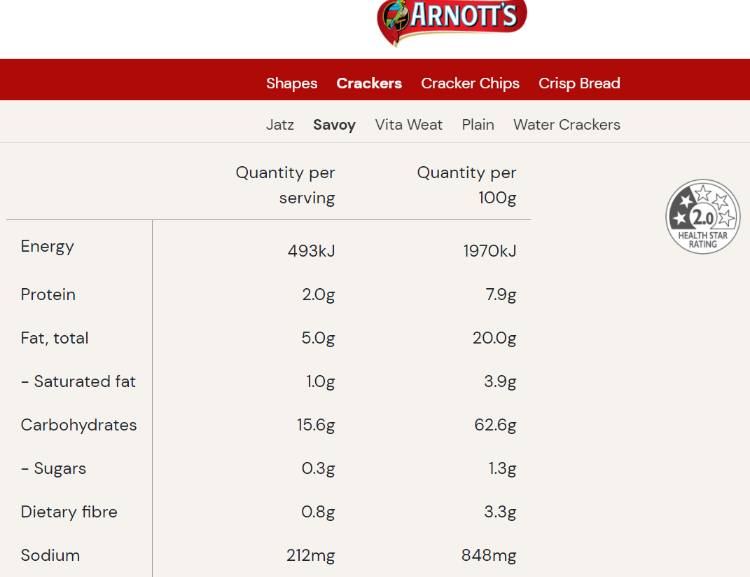 ARNOTT'S
Shapes Crackers Cracker Chips Crisp Bread
Jatz Savoy Vita Weat Plain Water Crackers
Quantity per Quantity per
serving 100g
2.0
HEALTH STAR
RATING
Energy 493kJ 1970kJ
Protein 2.0g 7.9g
Fat, total 5.0g 20.0g
- Saturated fat 1.0g 3.9g
Carbohydrates 15.6g 62.6g
- Sugars 0.3g 1.3g
Dietary fibre 0.8g 3.3g
Sodium 212mg 848mg